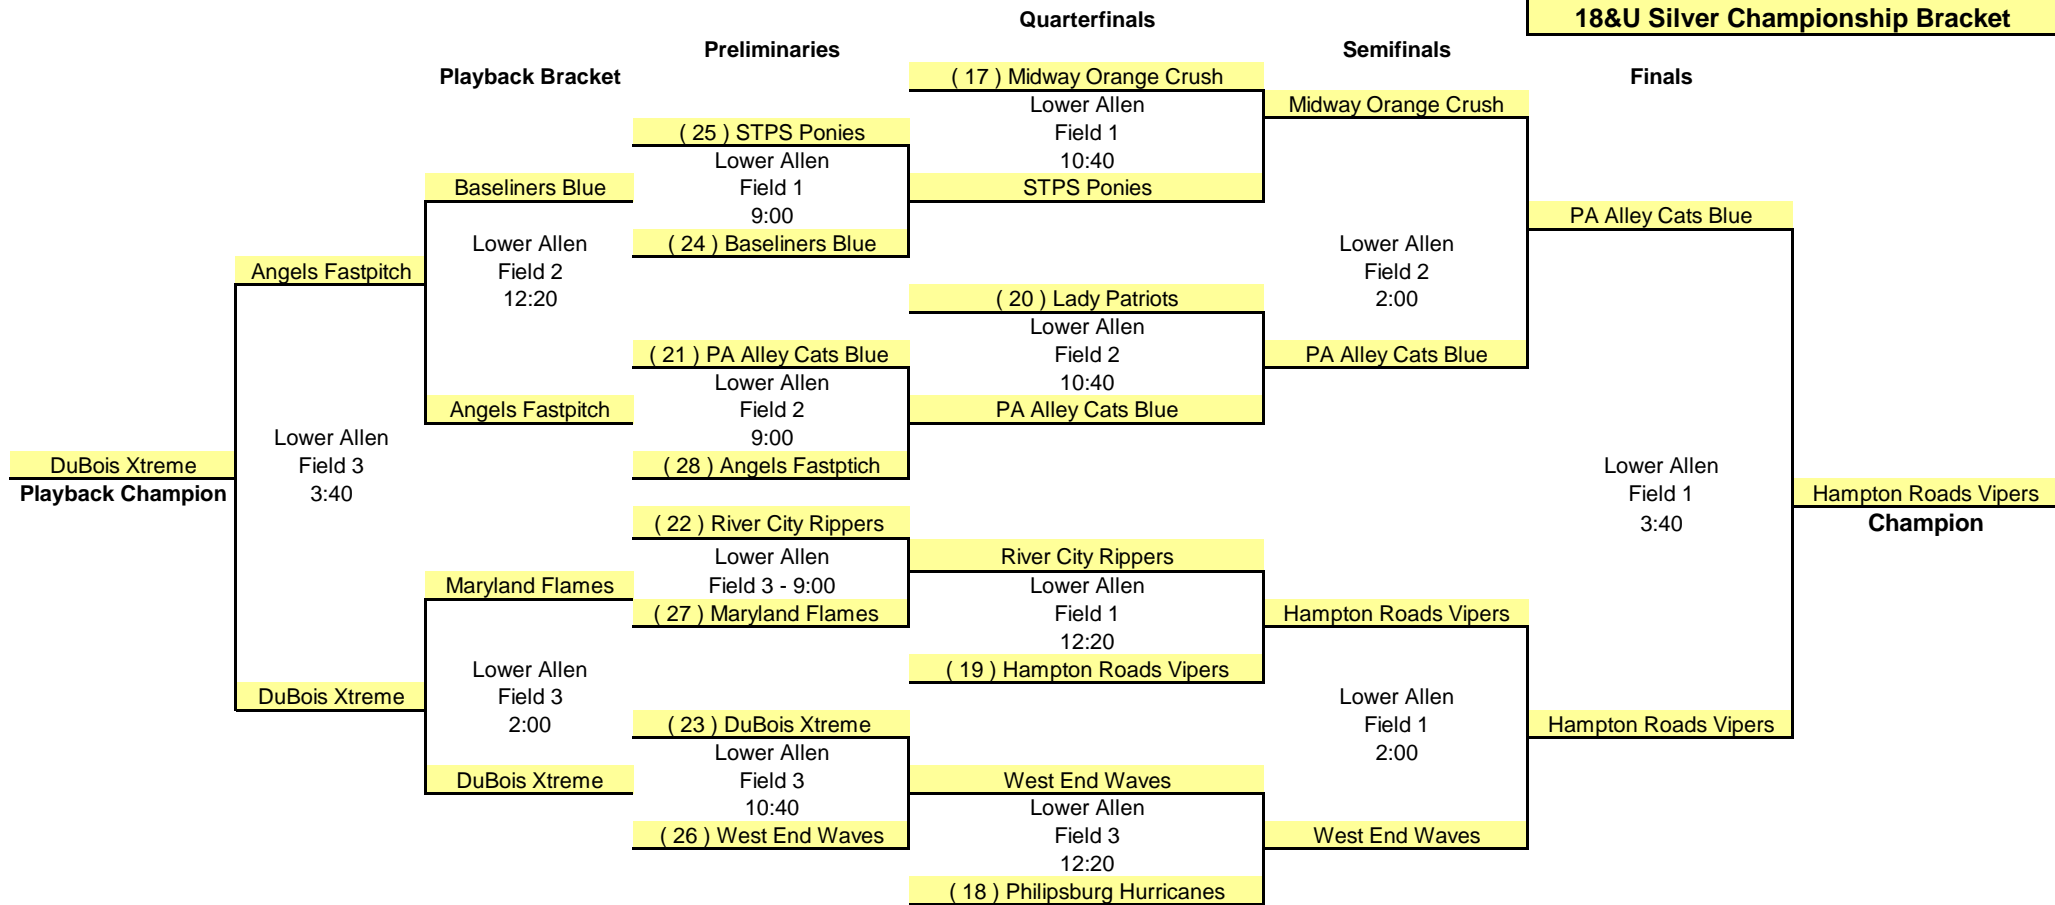 18&U Silver Championship Bracket
Quarterfinals
Preliminaries
Semifinals
Playback Bracket
Finals
( 17 ) Midway Orange Crush
Lower Allen
Field 1
10:40
STPS Ponies
Midway Orange Crush
( 25 ) STPS Ponies
Lower Allen
Field 1
9:00
( 24 ) Baseliners Blue
Baseliners Blue
Lower Allen
Field 2
12:20
Angels Fastpitch
Angels Fastpitch
Lower Allen
Field 3
3:40
DuBois Xtreme
Playback Champion
( 20 ) Lady Patriots
Lower Allen
Field 2
10:40
PA Alley Cats Blue
( 21 ) PA Alley Cats Blue
Lower Allen
Field 2
9:00
( 28 ) Angels Fastptich
Lower Allen
Field 2
2:00
PA Alley Cats Blue
PA Alley Cats Blue
Lower Allen
Field 1
3:40
Hampton Roads Vipers
Champion
( 22 ) River City Rippers
Lower Allen
Field 3 - 9:00
( 27 ) Maryland Flames
River City Rippers
Lower Allen
Field 1
12:20
( 19 ) Hampton Roads Vipers
Maryland Flames
Lower Allen
Field 3
2:00
DuBois Xtreme
DuBois Xtreme
Hampton Roads Vipers
Lower Allen
Field 1
2:00
West End Waves
Hampton Roads Vipers
( 23 ) DuBois Xtreme
Lower Allen
Field 3
10:40
( 26 ) West End Waves
West End Waves
Lower Allen
Field 3
12:20
( 18 ) Philipsburg Hurricanes